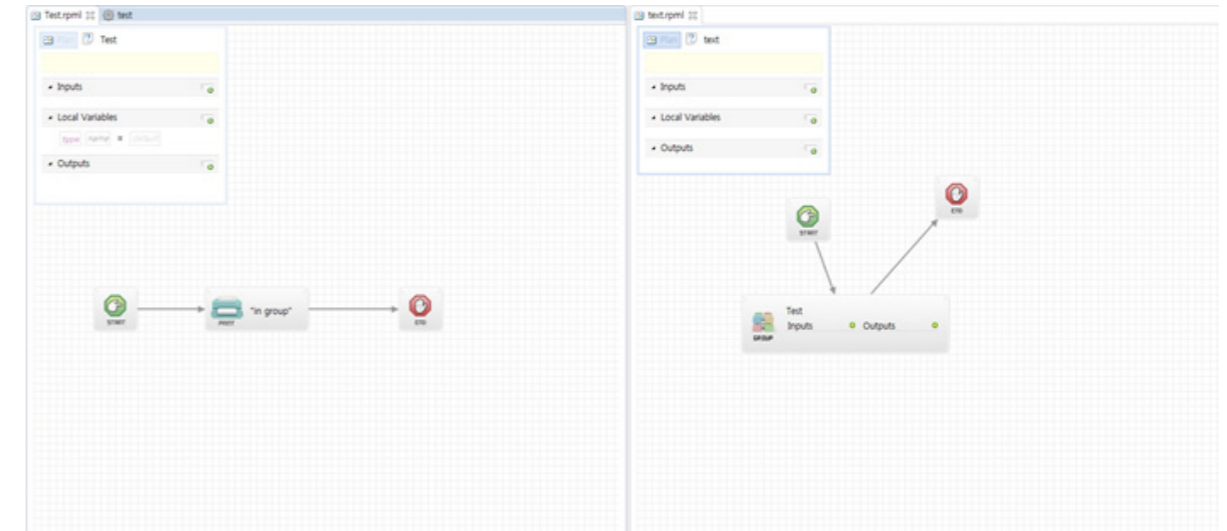 Test.rpml
test
Plan
Test
Inputs
Local Variables
type name = default
Outputs
START
PRINT
"in group"
END
text.rpml
Plan
text
Inputs
Local Variables
Outputs
END
START
Test
Inputs Outputs
GROUP